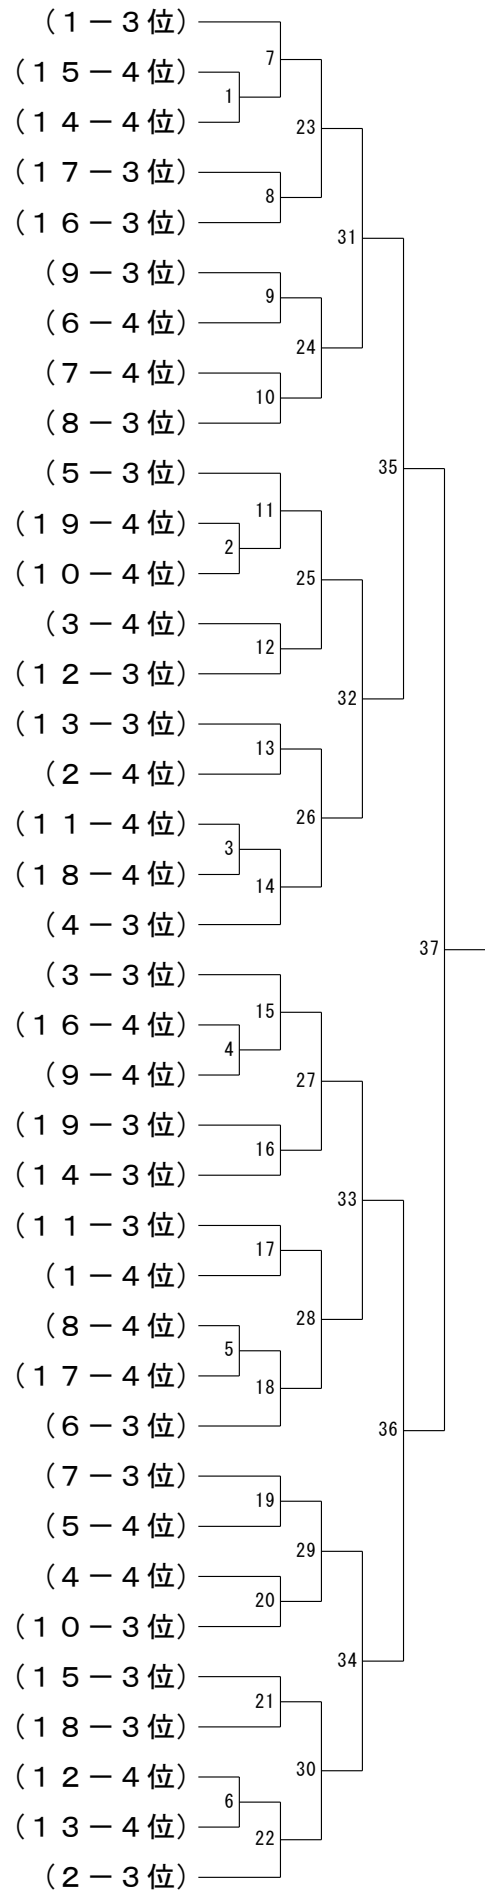 (１－３位)
7
(１５－４位)
1
(１４－４位)
23
(１７－３位)
8
(１６－３位)
31
(９－３位)
9
(６－４位)
24
(７－４位)
10
(８－３位)
35
(５－３位)
11
(１９－４位)
2
(１０－４位)
25
(３－４位)
12
(１２－３位)
32
(１３－３位)
13
(２－４位)
26
(１１－４位)
3
(１８－４位)
14
(４－３位)
37
(３－３位)
15
(１６－４位)
4
(９－４位)
27
(１９－３位)
16
(１４－３位)
33
(１１－３位)
17
(１－４位)
28
(８－４位)
5
(１７－４位)
18
(６－３位)
36
(７－３位)
19
(５－４位)
29
(４－４位)
20
(１０－３位)
34
(１５－３位)
21
(１８－３位)
30
(１２－４位)
6
(１３－４位)
22
(２－３位)